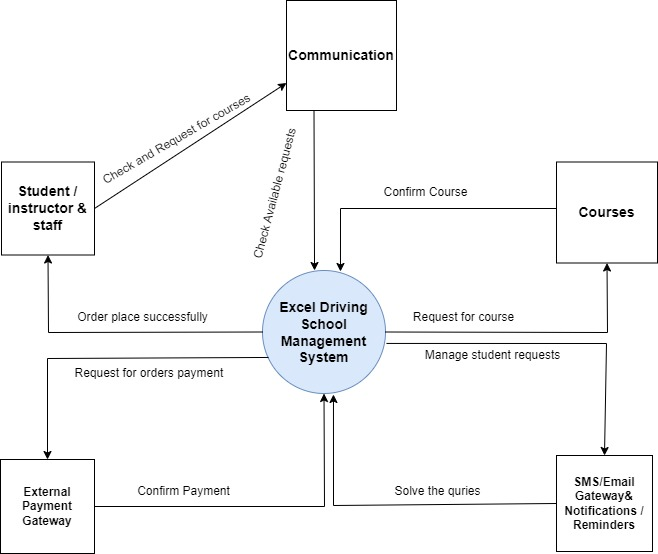 Communication
Check and Request for courses
Check Available requests
Student /
instructor &
staff
Confirm Course
Courses
Excel Driving
School
Management
System
Order place successfully
Request for course
Manage student requests
Request for orders payment
External
Payment
Gateway
Confirm Payment
Solve the quries
SMS/Email
Gateway&
Notifications /
Reminders